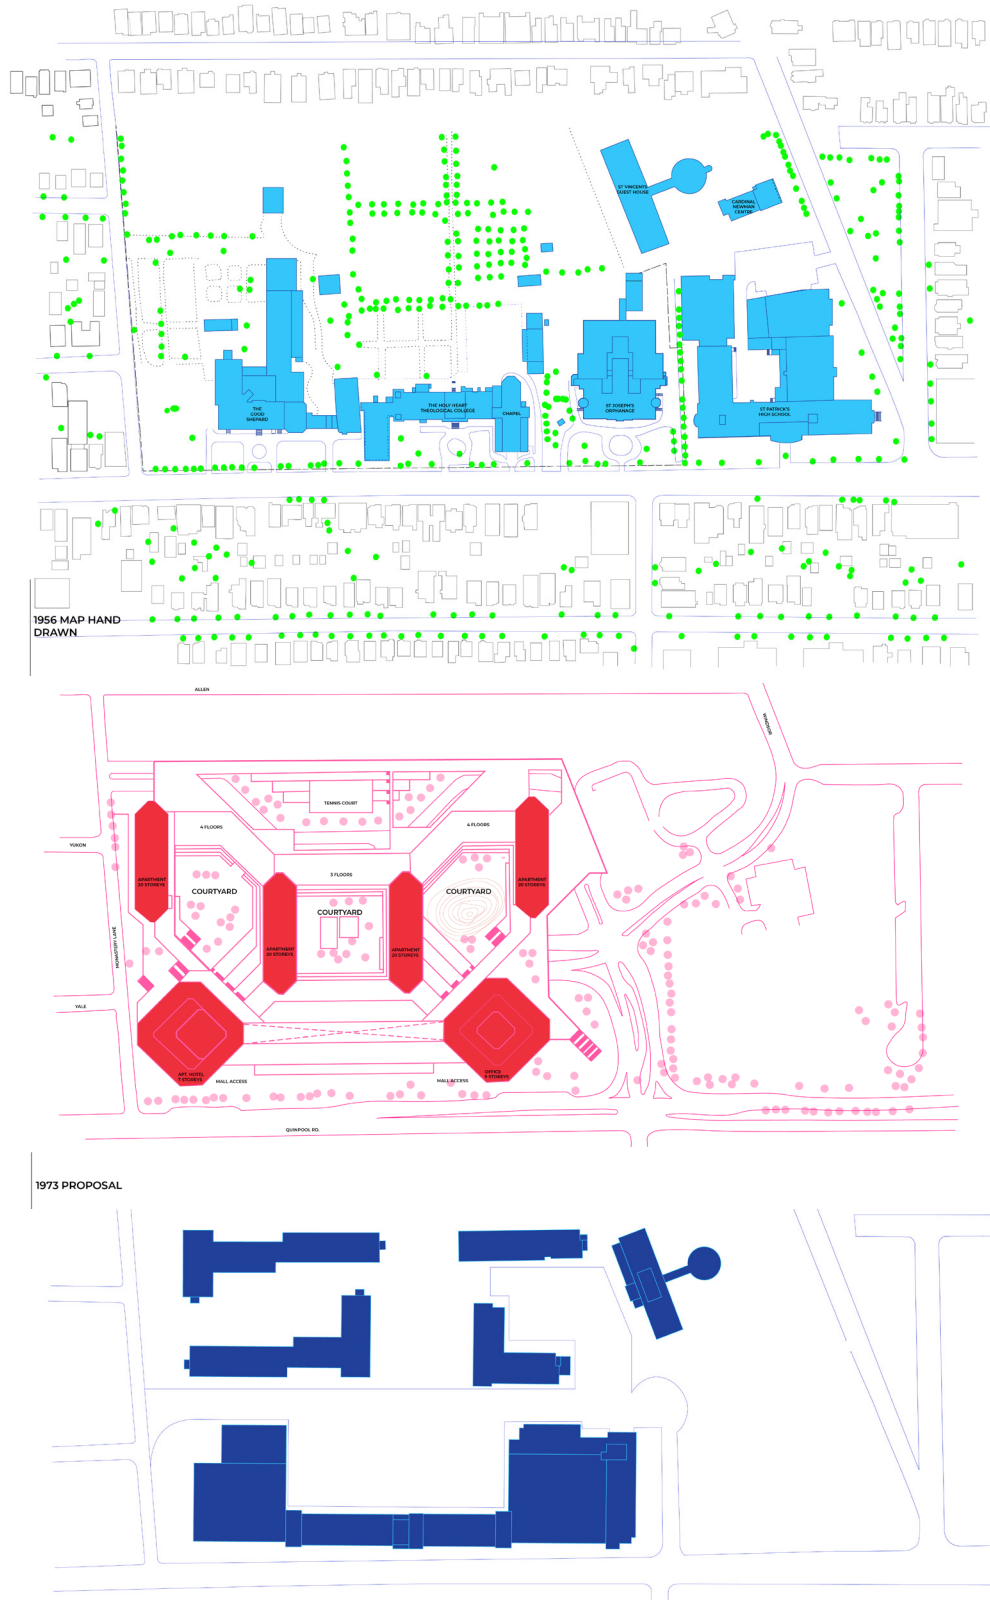 ST VINCENTS
GUEST HOUSE
CARDINAL
NEWMAN
CENTRE
THE
GOOD
SHEPARD
THE HOLY HEART
THEOLOGICAL COLLEGE
CHAPEL
ST JOSEPH'S
ORPHANAGE
ST PATRICK'S
HIGH SCHOOL
1956 MAP HAND
DRAWN
ALLEN
WINDSOR
TENNIS COURT
4 FLOORS
4 FLOORS
YUKON
3 FLOORS
APARTMENT
20 STOREYS
APARTMENT
20 STOREYS
COURTYARD
COURTYARD
COURTYARD
MONASTERY LANE
APARTMENT
20 STOREYS
APARTMENT
20 STOREYS
YALE
APT. HOTEL
7 STOREYS
MALL ACCESS
OFFICE
9 STOREYS
MALL ACCESS
QUINPOOL RD.
1973 PROPOSAL